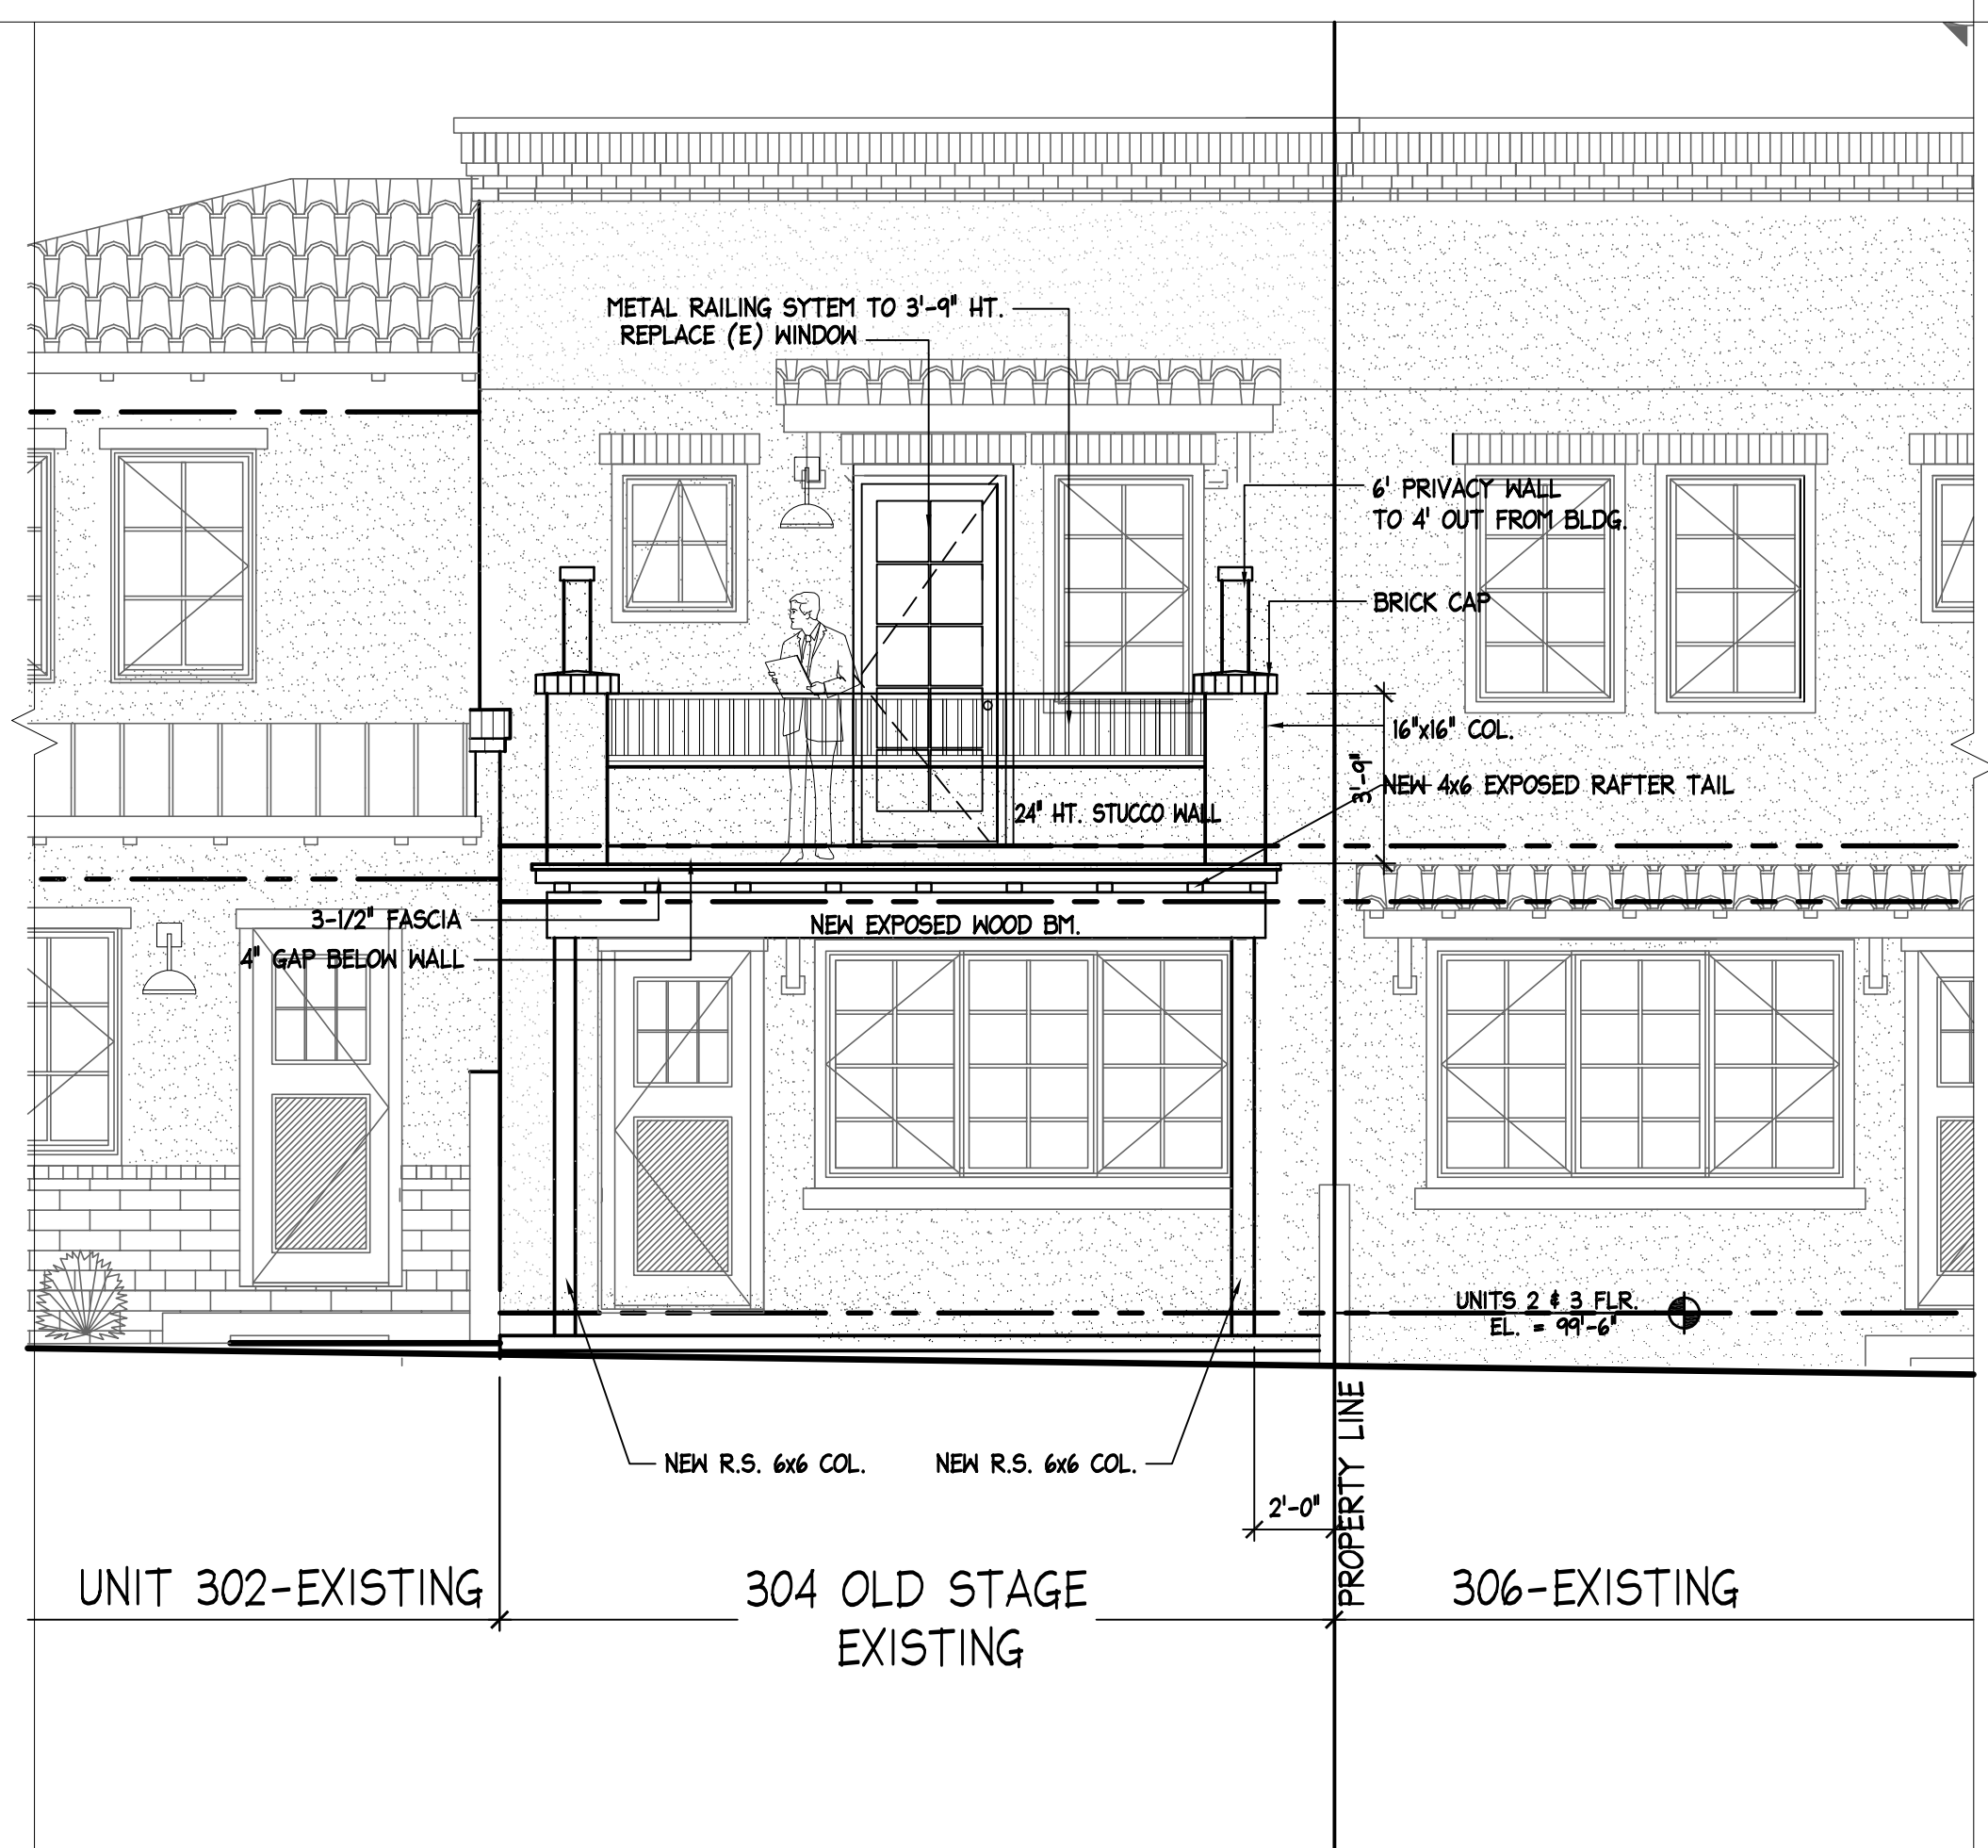 METAL RAILING SYTEM TO 3'-9" HT.
REPLACE (E) WINDOW
6' PRIVACY WALL
TO 4' OUT FROM BLDG.
BRICK CAP
16"x16" COL.
3'-9"
NEW 4x6 EXPOSED RAFTER TAIL
24" HT. STUCCO WALL
3-1/2" FASCIA
NEW EXPOSED WOOD BM.
4" GAP BELOW WALL
UNITS 2 & 3 FLR.
EL. = 99'-6"
NEW R.S. 6x6 COL.
NEW R.S. 6x6 COL.
2'-0"
PROPERTY LINE
UNIT 302-EXISTING
304 OLD STAGE
EXISTING
306-EXISTING